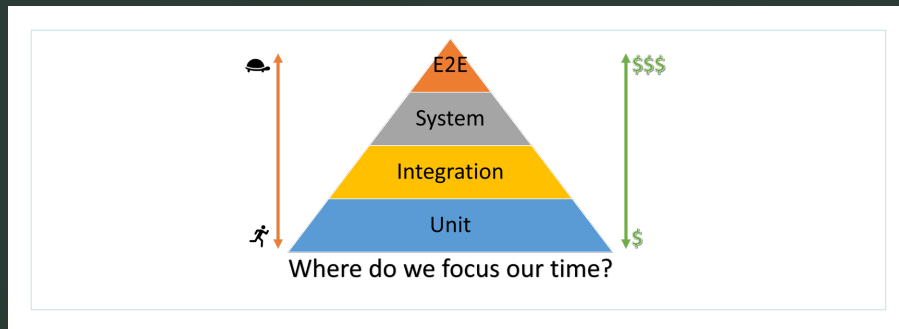 E2E
$$$
System
Integration
Unit
$
Where do we focus our time?